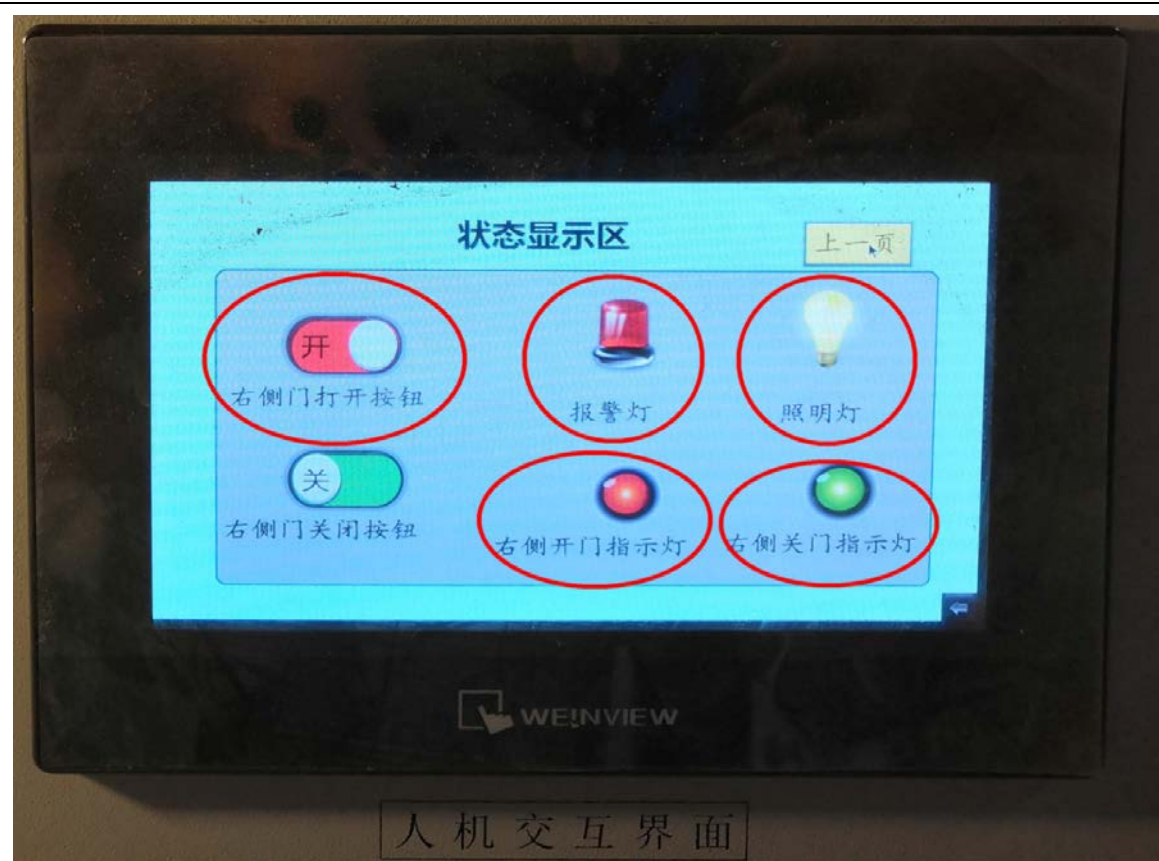 状态显示区
上一页
开
右侧门打开按钮
报警灯
照明灯
关
右侧门关闭按钮
右侧开门指示灯
右侧关门指示灯
WEINVIEW
人机交互界面